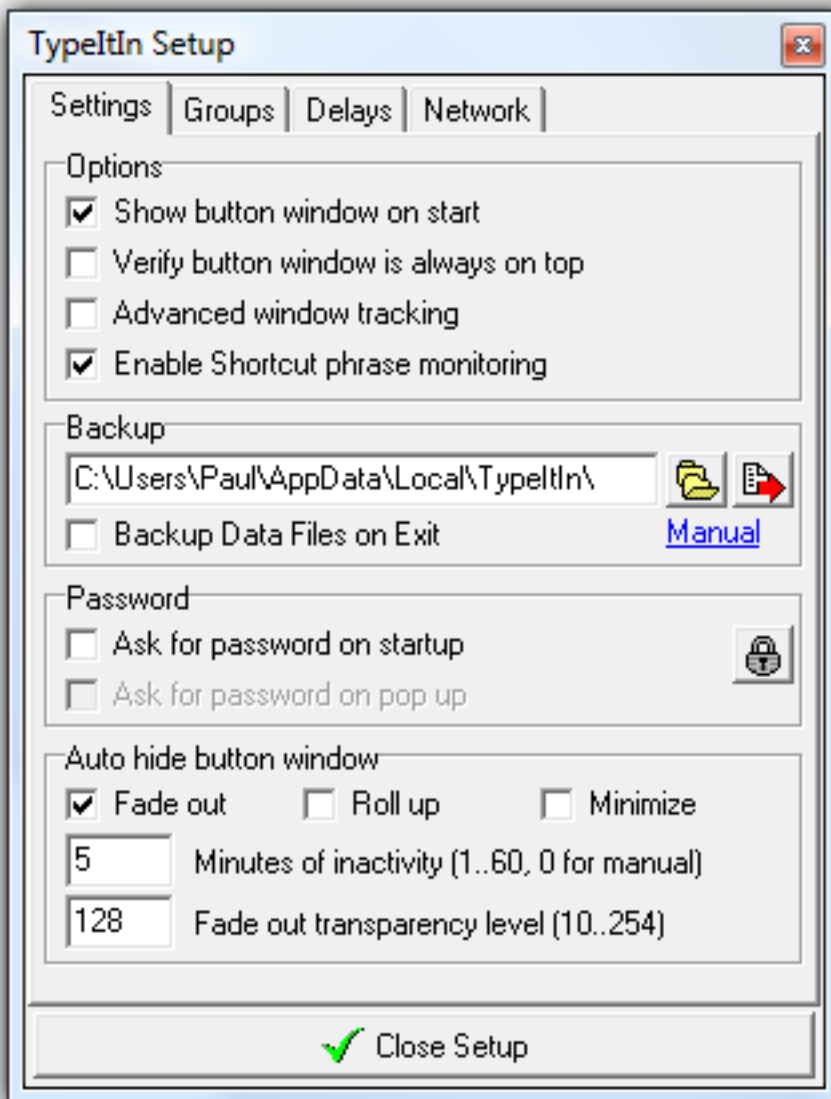 TypeItIn Setup
Settings Groups Delays Network
Options
Show button window on start
Verify button window is always on top
Advanced window tracking
Enable Shortcut phrase monitoring
Backup
C:\Users\Paul\AppData\Local\TypeItIn\
Backup Data Files on Exit Manual
Password
Ask for password on startup
Ask for password on pop up
Auto hide button window
Fade out Roll up Minimize
5 Minutes of inactivity (1..60, 0 for manual)
128 Fade out transparency level (10..254)
Close Setup